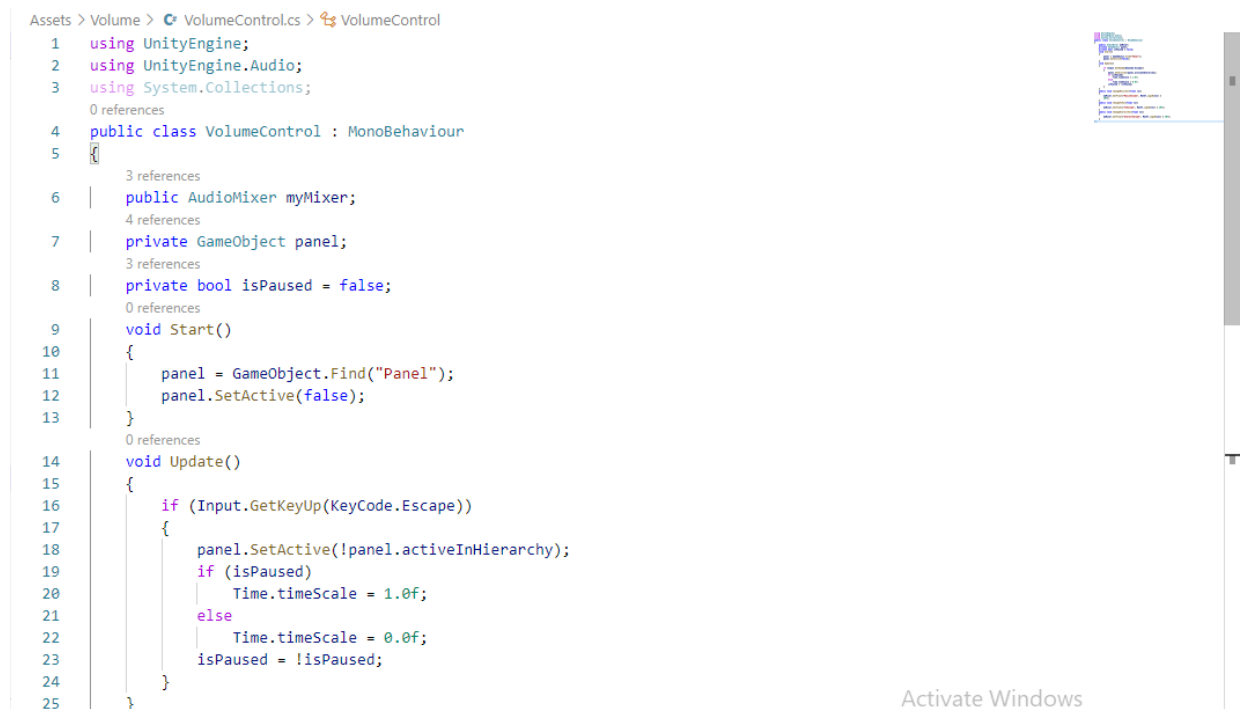 Assets > Volume > VolumeControl.cs > VolumeControl
1 using UnityEngine;
2 using UnityEngine.Audio;
3 using System.Collections;
0 references
4 public class VolumeControl : MonoBehaviour
5 {
3 references
6 public AudioMixer myMixer;
4 references
7 private GameObject panel;
3 references
8 private bool isPaused = false;
0 references
9 void Start()
10 {
11 panel = GameObject.Find("Panel");
12 panel.SetActive(false);
13 }
0 references
14 void Update()
15 {
16 if (Input.GetKeyUp(KeyCode.Escape))
17 {
18 panel.SetActive(!panel.activeInHierarchy);
19 if (isPaused)
20 Time.timeScale = 1.0f;
21 else
22 Time.timeScale = 0.0f;
23 isPaused = !isPaused;
24 }
25 }
Activate Windows